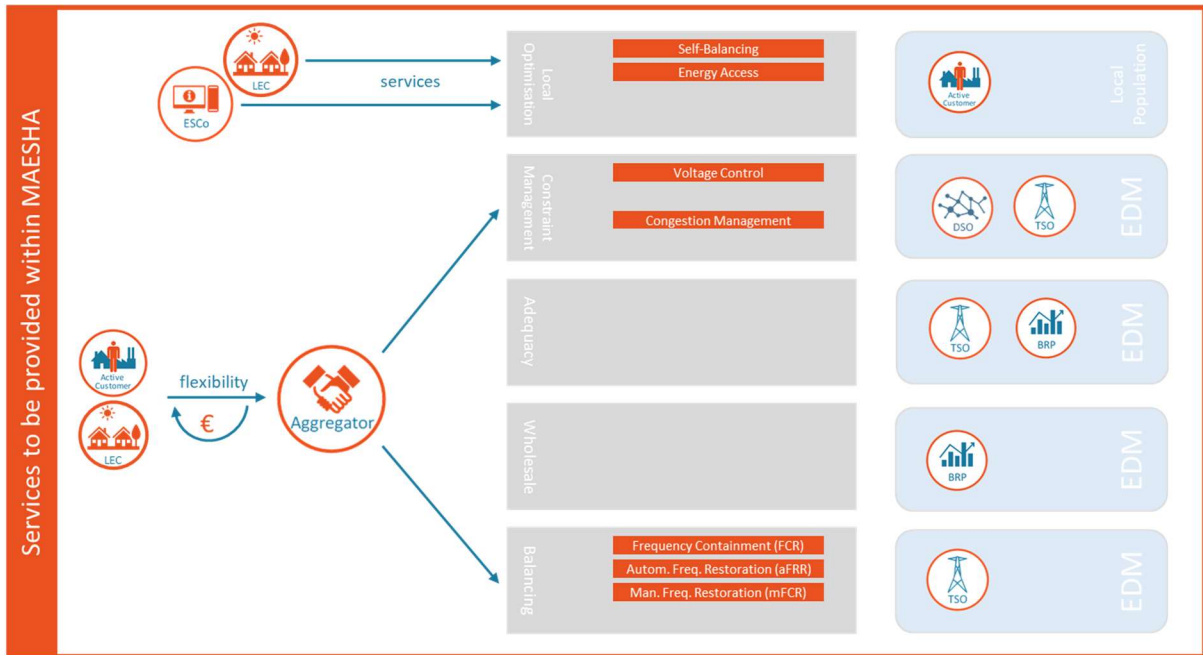 Services to be provided within MAESHA
LEC
ESCo
services
Local
Optimisation
Self-Balancing
Energy Access
Active
Customer
Local
Population
Constraint
Management
Voltage Control
Congestion Management
DSO
TSO
EDM
Active
Customer
LEC
flexibility
€
Aggregator
Adequacy
TSO
BRP
EDM
Wholesale
BRP
EDM
Balancing
Frequency Containment (FCR)
Autom. Freq. Restoration (aFRR)
Man. Freq. Restoration (mFCR)
TSO
EDM